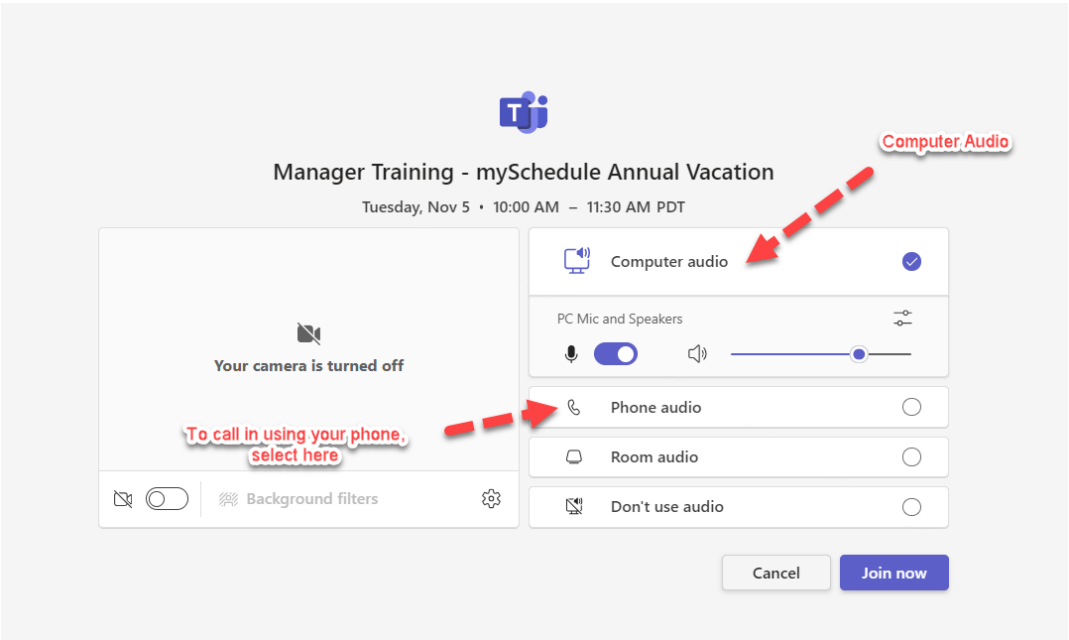 T
Computer Audio
Manager Training - mySchedule Annual Vacation
Tuesday, Nov 5 • 10:00 AM – 11:30 AM PDT
Computer audio
PC Mic and Speakers
Your camera is turned off
Phone audio
To call in using your phone,
select here
Room audio
Background filters
Don't use audio
Cancel
Join now